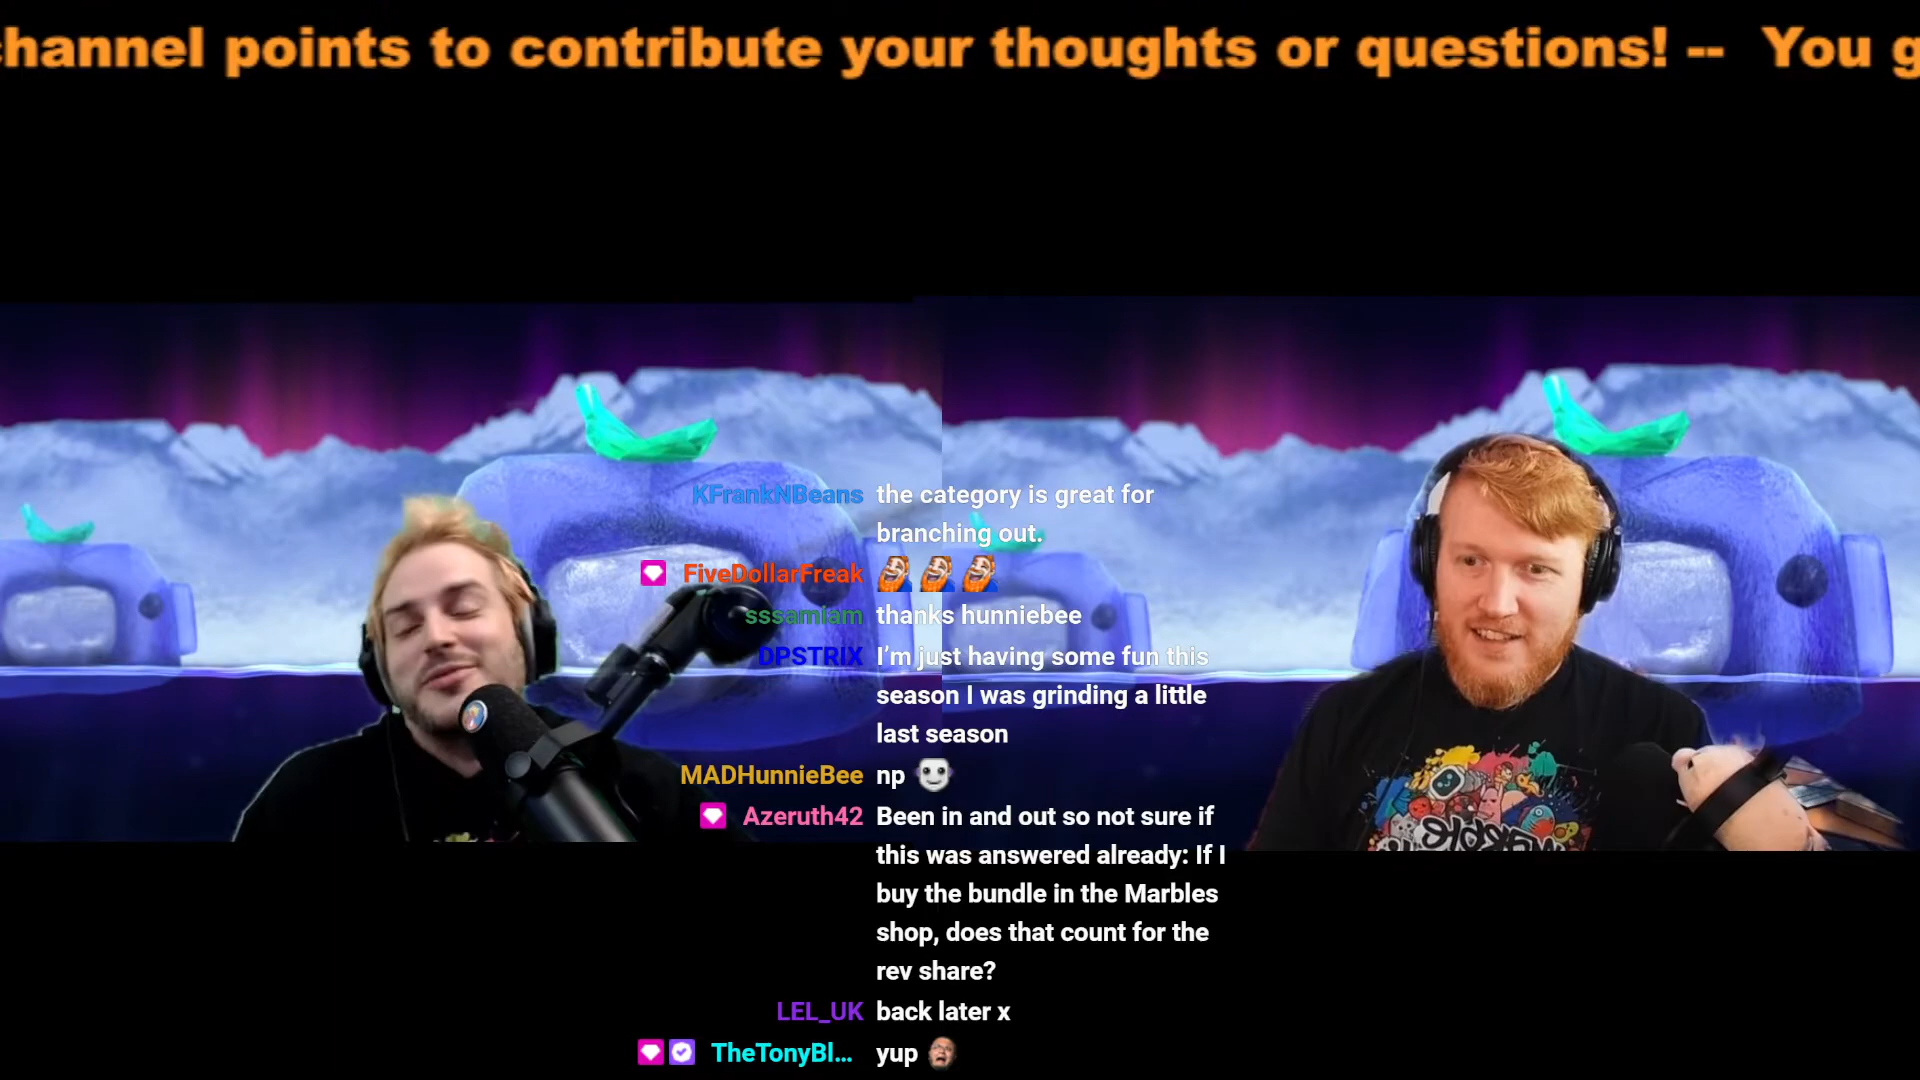 hannel points to contribute your thoughts or questions! -- You g
KFrankNBeans the category is great for
branching out.
FiveDollarFreak
sssamiam thanks hunniebee
DPSTRIX I'm just having some fun this
season I was grinding a little
last season
MADHunnieBee np
Azeruth42 Been in and out so not sure if
this was answered already: If I
buy the bundle in the Marbles
shop, does that count for the
rev share?
LEL_UK back later x
TheTonyBl... yup